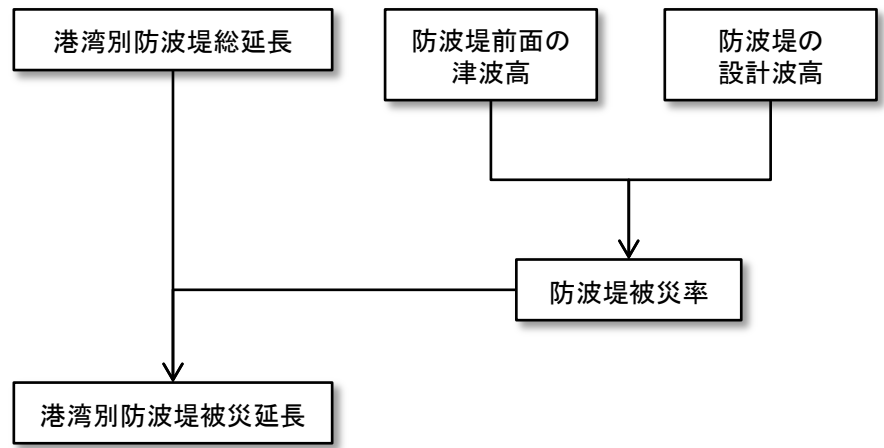 港湾別防波堤総延長
防波堤前面の
津波高
防波堤の
設計波高
防波堤被災率
港湾別防波堤被災延長